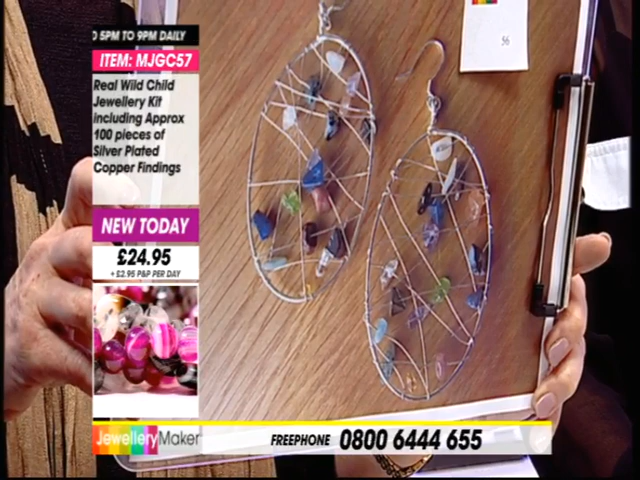 5PM TO 9PM DAILY
ITEM: MJGC57
Real Wild Child
Jewellery Kit
including Approx
100 pieces of
Silver Plated
Copper Findings
NEW TODAY
£24.95
+£2.95 P&P PER DAY
56
JewelleryMaker
FREEPHONE 0800 6444 655